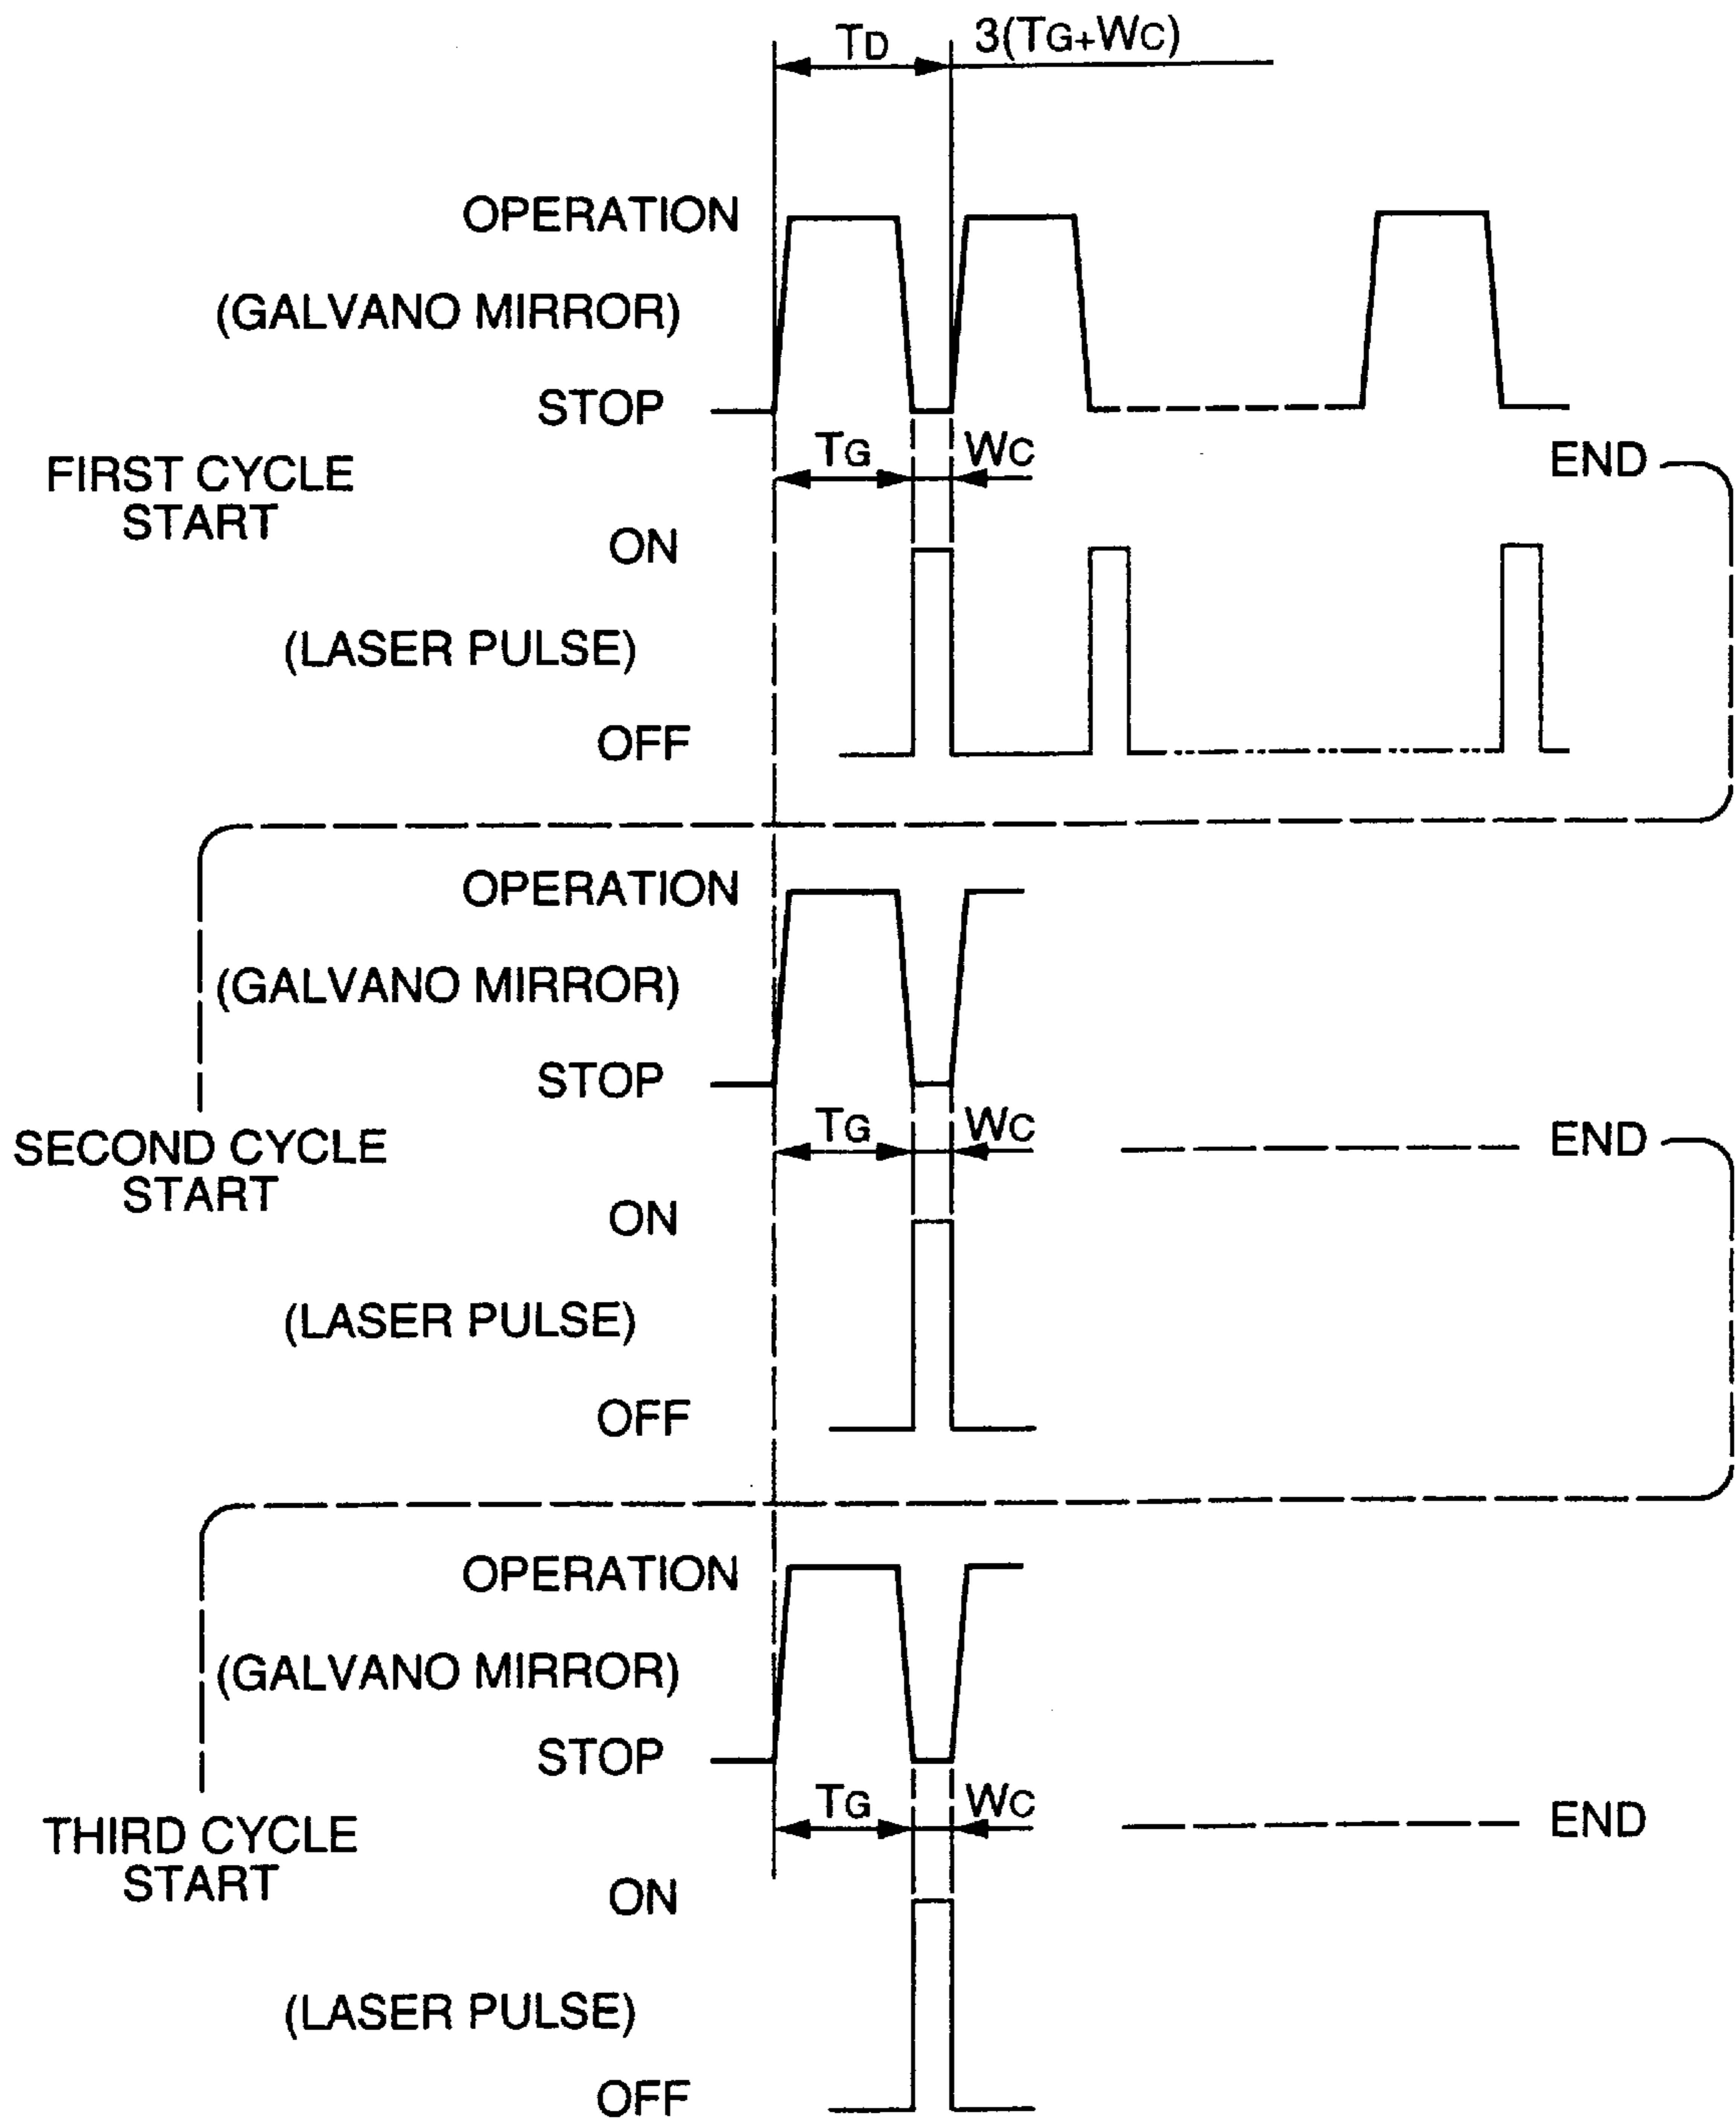 TD 3(TG+WC)
OPERATION
(GALVANO MIRROR)
STOP
TG WC
FIRST CYCLE
START
END
ON
(LASER PULSE)
OFF
OPERATION
(GALVANO MIRROR)
STOP
TG WC
SECOND CYCLE
START
END
ON
(LASER PULSE)
OFF
OPERATION
(GALVANO MIRROR)
STOP
TG WC
THIRD CYCLE
START
END
ON
(LASER PULSE)
OFF